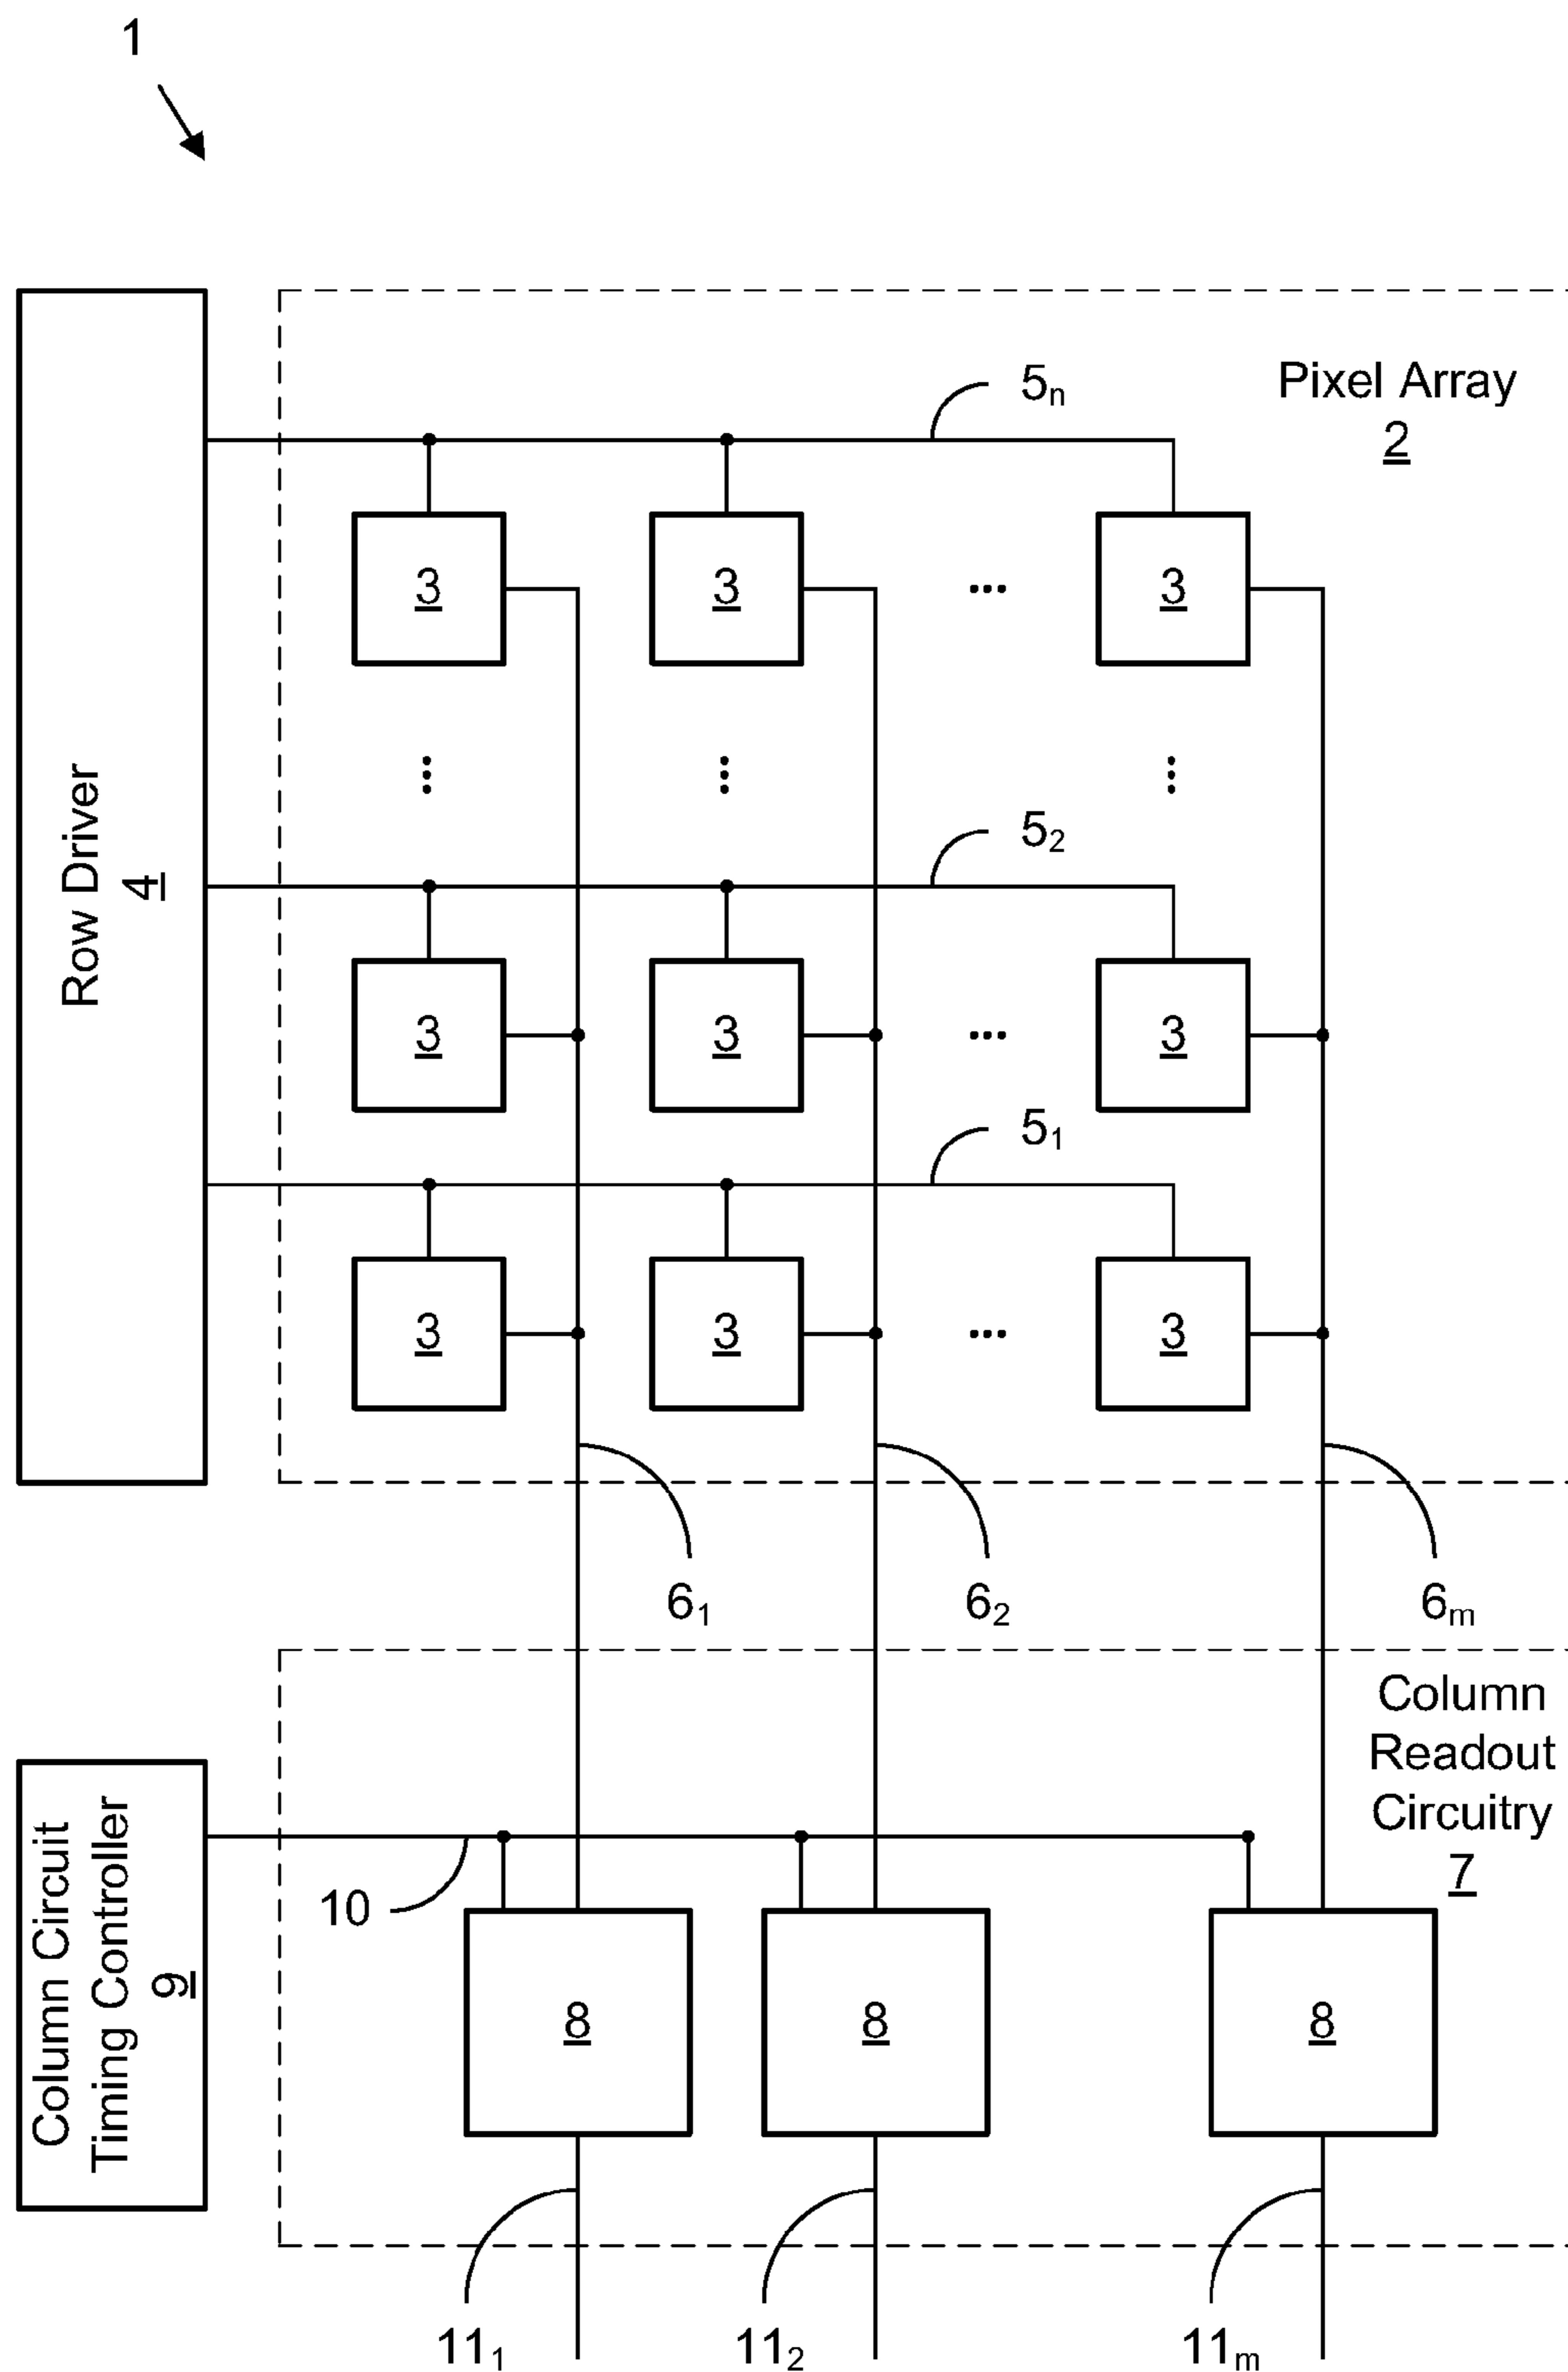 1
Pixel Array
2
5n
3 3 ... 3
Row Driver
4
52
3 3 ... 3
51
3 3 ... 3
61 62 6m
Column
Readout
Circuitry
7
Column Circuit
Timing Controller
9
10
8 8 8
111 112 11m